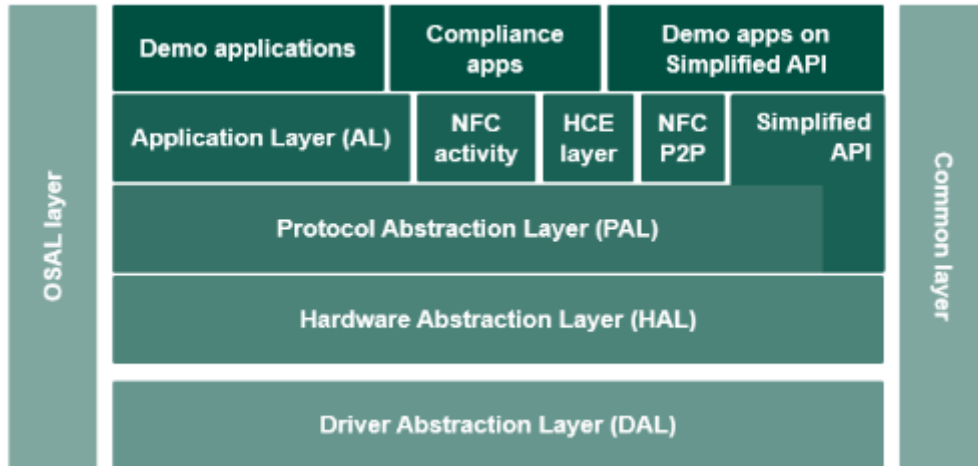 OSAL layer
Demo applications
Compliance
apps
Demo apps on
Simplified API
Application Layer (AL)
NFC
activity
HCE
layer
NFC
P2P
Simplified
API
Protocol Abstraction Layer (PAL)
Hardware Abstraction Layer (HAL)
Driver Abstraction Layer (DAL)
Common layer